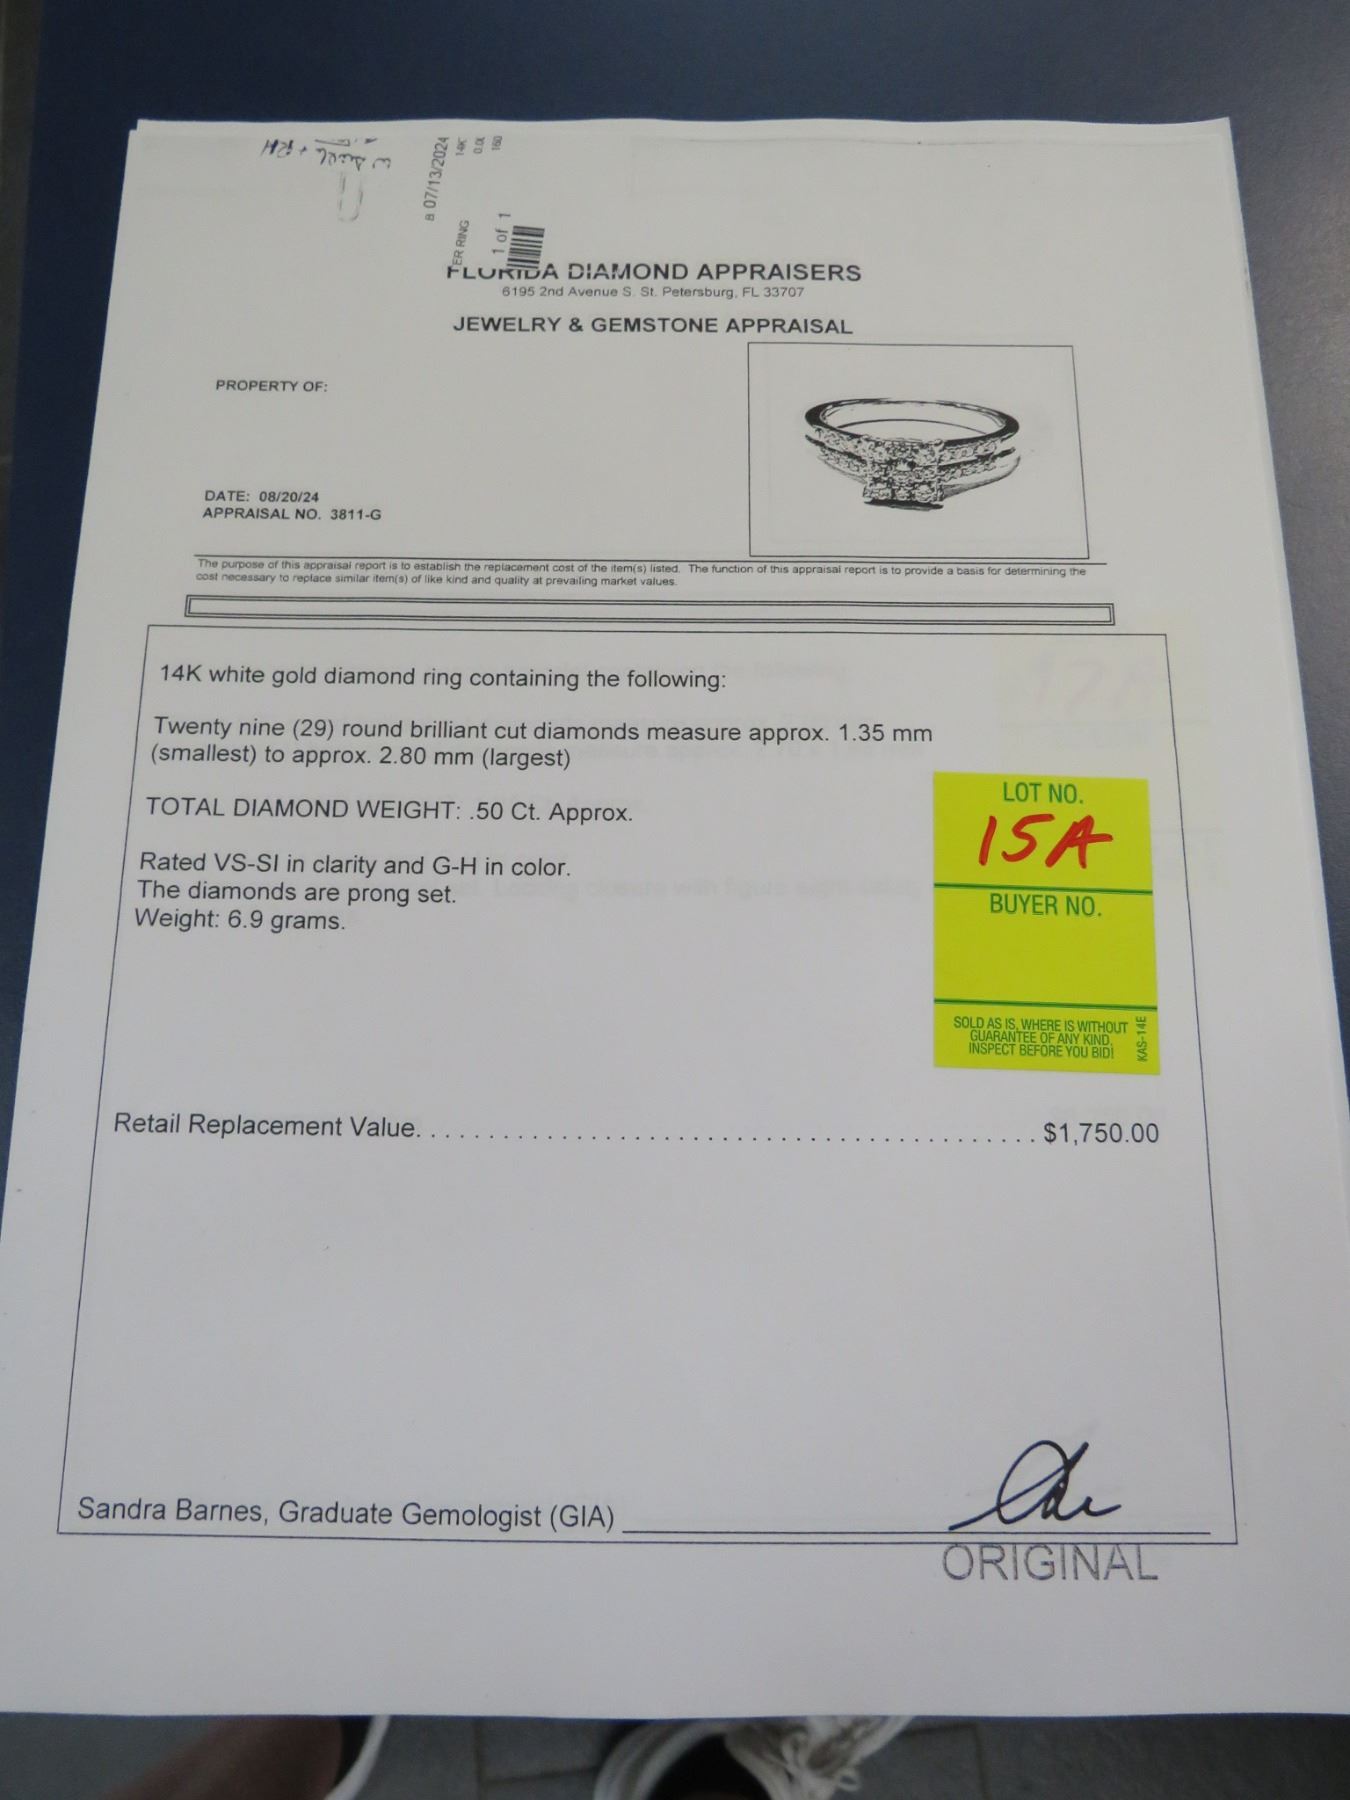 07/13/2024
14K
0.0
160
ER RING
1 of 1
FLORIDA DIAMOND APPRAISERS
6195 2nd Avenue S. St. Petersburg, FL 33707
JEWELRY & GEMSTONE APPRAISAL
PROPERTY OF:
DATE: 08/20/24
APPRAISAL NO. 3811-G
The purpose of this appraisal report is to establish the replacement cost of the item(s) listed. The function of this appraisal report is to provide a basis for determining the
cost necessary to replace similar item(s) of like kind and quality at prevailing market values.
14K white gold diamond ring containing the following:
Twenty nine (29) round brilliant cut diamonds measure approx. 1.35 mm
(smallest) to approx. 2.80 mm (largest)
TOTAL DIAMOND WEIGHT: .50 Ct. Approx.
Rated VS-SI in clarity and G-H in color.
The diamonds are prong set.
Weight: 6.9 grams.
LOT NO.
15A
BUYER NO.
SOLD AS IS, WHERE IS WITHOUT
GUARANTEE OF ANY KIND.
INSPECT BEFORE YOU BID!
KAS-14E
Retail Replacement Value. . . . . . . . . . . . . . . . . . . . . . . . . . . . . . . . . . . . . . . . . . . $1,750.00
Sandra Barnes, Graduate Gemologist (GIA)
ORIGINAL